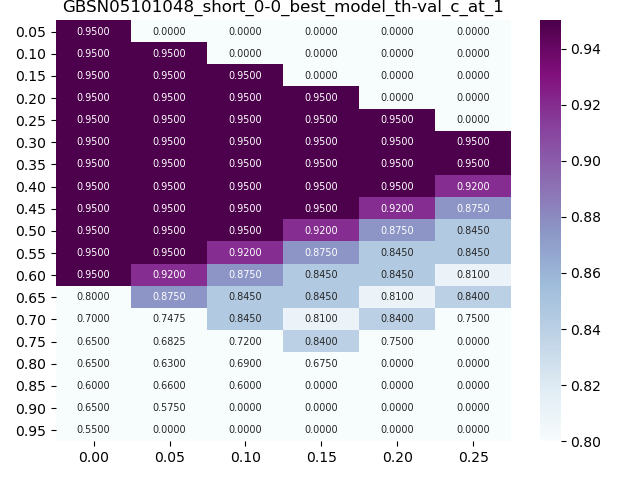 GBSN05101048_short_0-0_best_model_th-val_c_at_1
0.05 0.9500 0.0000 0.0000 0.0000 0.0000 0.0000
0.10 0.9500 0.9500 0.0000 0.0000 0.0000 0.0000
0.15 0.9500 0.9500 0.9500 0.0000 0.0000 0.0000
0.20 0.9500 0.9500 0.9500 0.9500 0.0000 0.0000
0.25 0.9500 0.9500 0.9500 0.9500 0.9500 0.0000
0.30 0.9500 0.9500 0.9500 0.9500 0.9500 0.9500
0.35 0.9500 0.9500 0.9500 0.9500 0.9500 0.9500
0.40 0.9500 0.9500 0.9500 0.9500 0.9500 0.9200
0.45 0.9500 0.9500 0.9500 0.9500 0.9200 0.8750
0.50 0.9500 0.9500 0.9500 0.9200 0.8750 0.8450
0.55 0.9500 0.9500 0.9200 0.8750 0.8450 0.8450
0.60 0.9500 0.9200 0.8750 0.8450 0.8450 0.8100
0.65 0.8000 0.8750 0.8450 0.8450 0.8100 0.8400
0.70 0.7000 0.7475 0.8450 0.8100 0.8400 0.7500
0.75 0.6500 0.6825 0.7200 0.8400 0.7500 0.0000
0.80 0.6500 0.6300 0.6900 0.6750 0.0000 0.0000
0.85 0.6000 0.6600 0.6000 0.0000 0.0000 0.0000
0.90 0.6500 0.5750 0.0000 0.0000 0.0000 0.0000
0.95 0.5500 0.0000 0.0000 0.0000 0.0000 0.0000
0.00 0.05 0.10 0.15 0.20 0.25
0.94
0.92
0.90
0.88
0.86
0.84
0.82
0.80